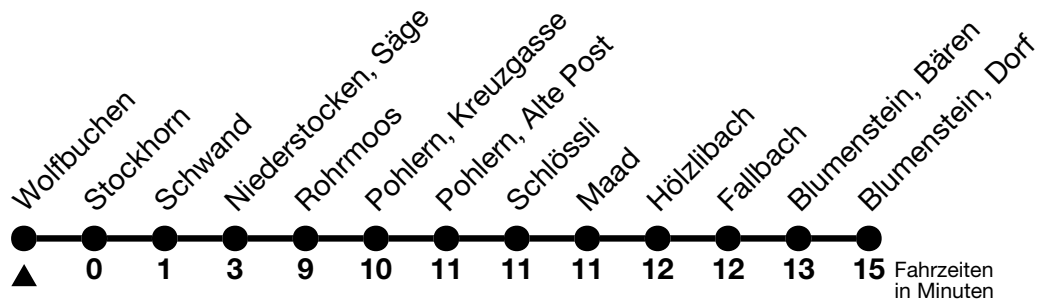 Wolfbuchen
Stockhorn
Schwand
Niederstocken, Säge
Rohrmoos
Pohlern, Kreuzgasse
Pohlern, Alte Post
Schlössli
Maad
Hölzlibach
Fallbach
Blumenstein, Bären
Blumenstein, Dorf
0 1 3 9 10 11 11 11 12 12 13 15 Fahrzeiten
in Minuten